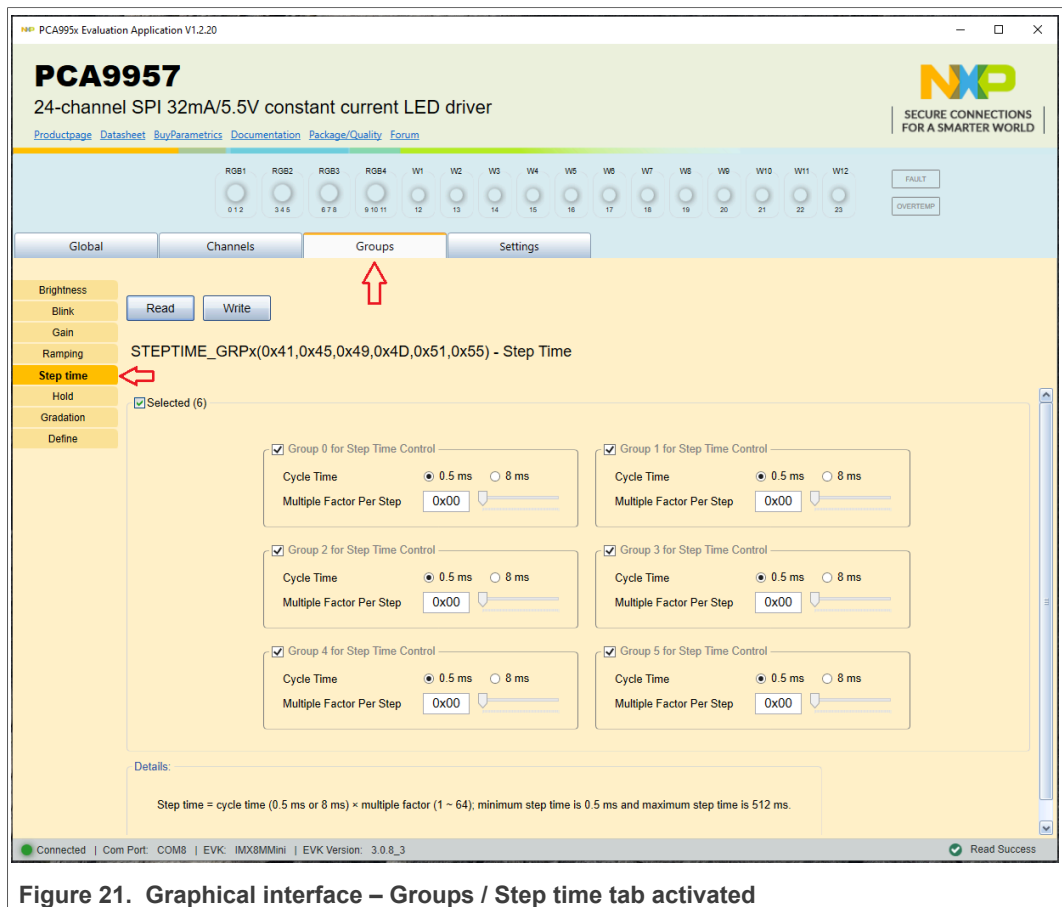 PCA995x Evaluation Application V1.2.20
PCA9957
24-channel SPI 32mA/5.5V constant current LED driver
Productpage Datasheet BuyParametrics Documentation Package/Quality Forum
NXP
SECURE CONNECTIONS
FOR A SMARTER WORLD
RGB1 RGB2 RGB3 RGB4 W1 W2 W3 W4 W5 W6 W7 W8 W9 W10 W11 W12
0 1 2 3 4 5 6 7 8 9 10 11 12 13 14 15 16 17 18 19 20 21 22 23
FAULT
OVERTEMP
Global Channels Groups Settings
Brightness
Blink
Gain
Ramping
Step time
Hold
Gradation
Define
Read Write
STEPTIME_GRPx(0x41,0x45,0x49,0x4D,0x51,0x55) - Step Time
Selected (6)
Group 0 for Step Time Control
Cycle Time 0.5 ms 8 ms
Multiple Factor Per Step 0x00
Group 1 for Step Time Control
Cycle Time 0.5 ms 8 ms
Multiple Factor Per Step 0x00
Group 2 for Step Time Control
Cycle Time 0.5 ms 8 ms
Multiple Factor Per Step 0x00
Group 3 for Step Time Control
Cycle Time 0.5 ms 8 ms
Multiple Factor Per Step 0x00
Group 4 for Step Time Control
Cycle Time 0.5 ms 8 ms
Multiple Factor Per Step 0x00
Group 5 for Step Time Control
Cycle Time 0.5 ms 8 ms
Multiple Factor Per Step 0x00
Details:
Step time = cycle time (0.5 ms or 8 ms) × multiple factor (1 ~ 64); minimum step time is 0.5 ms and maximum step time is 512 ms.
Connected | Com Port: COM8 | EVK: IMX8MMini | EVK Version: 3.0.8_3
Read Success
Figure 21. Graphical interface – Groups / Step time tab activated